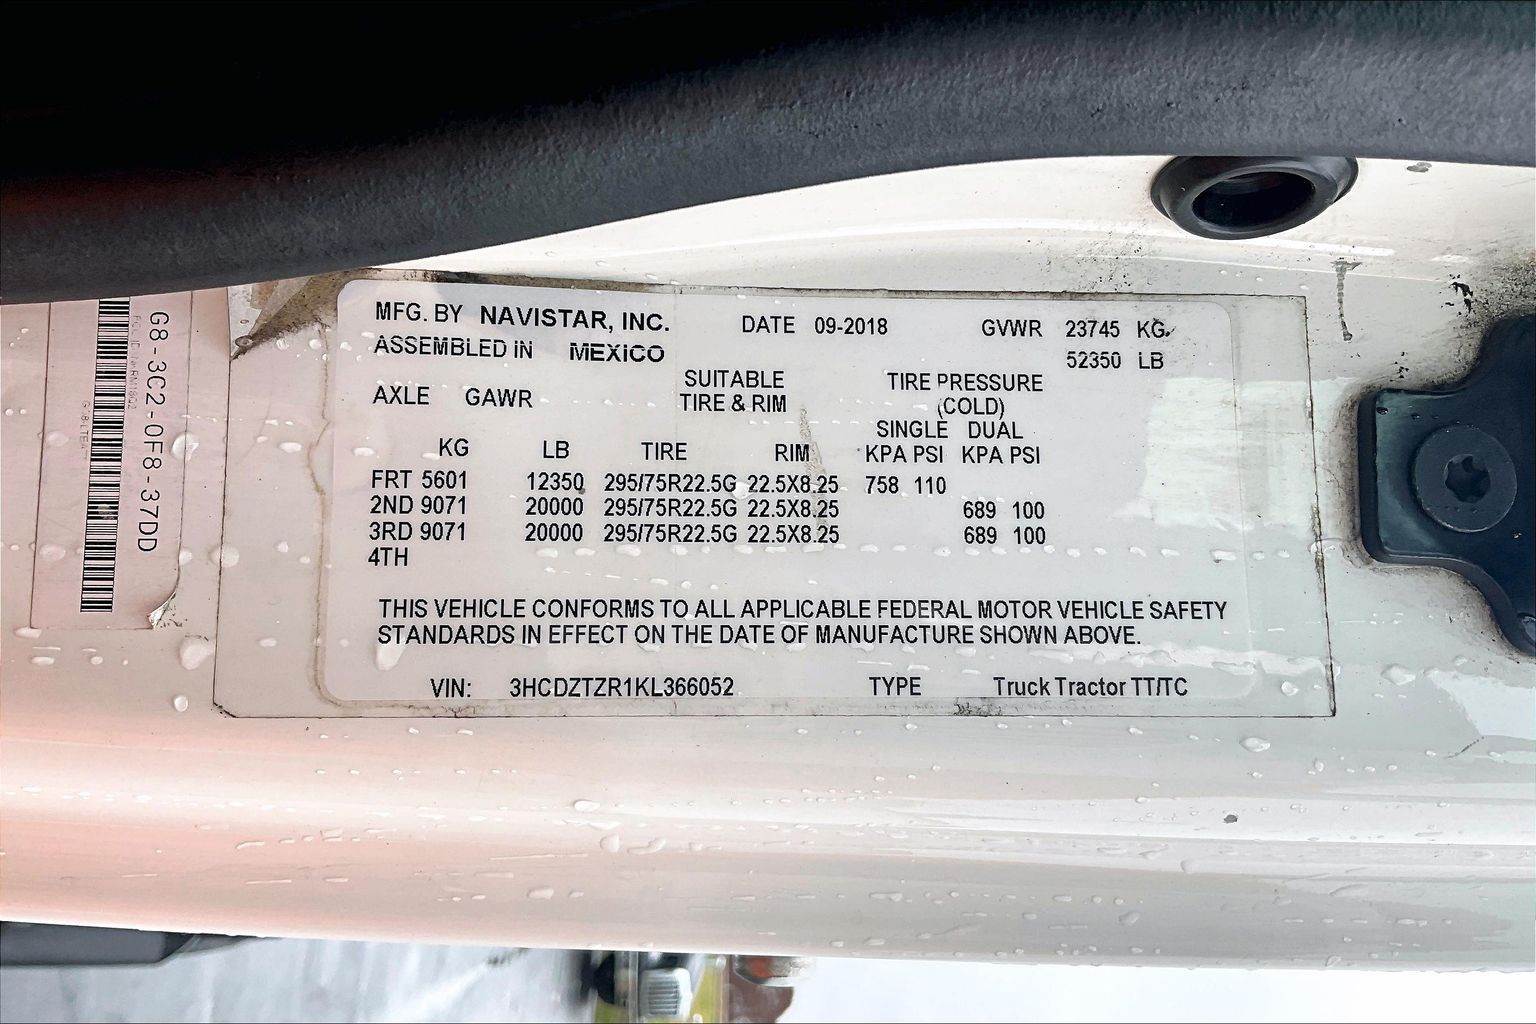 MFG. BY NAVISTAR, INC. DATE 09-2018 GVWR 23745 KG.
ASSEMBLED IN MEXICO 52350 LB
AXLE GAWR SUITABLE TIRE PRESSURE
TIRE & RIM (COLD)
SINGLE DUAL
KG LB TIRE RIM KPA PSI KPA PSI
FRT 5601 12350 295/75R22.5G 22.5X8.25 758 110
2ND 9071 20000 295/75R22.5G 22.5X8.25 689 100
3RD 9071 20000 295/75R22.5G 22.5X8.25 689 100
4TH
THIS VEHICLE CONFORMS TO ALL APPLICABLE FEDERAL MOTOR VEHICLE SAFETY
STANDARDS IN EFFECT ON THE DATE OF MANUFACTURE SHOWN ABOVE.
VIN: 3HCDZTZR1KL366052 TYPE Truck Tractor TT/TC
G8-3C2-0F8-37DD